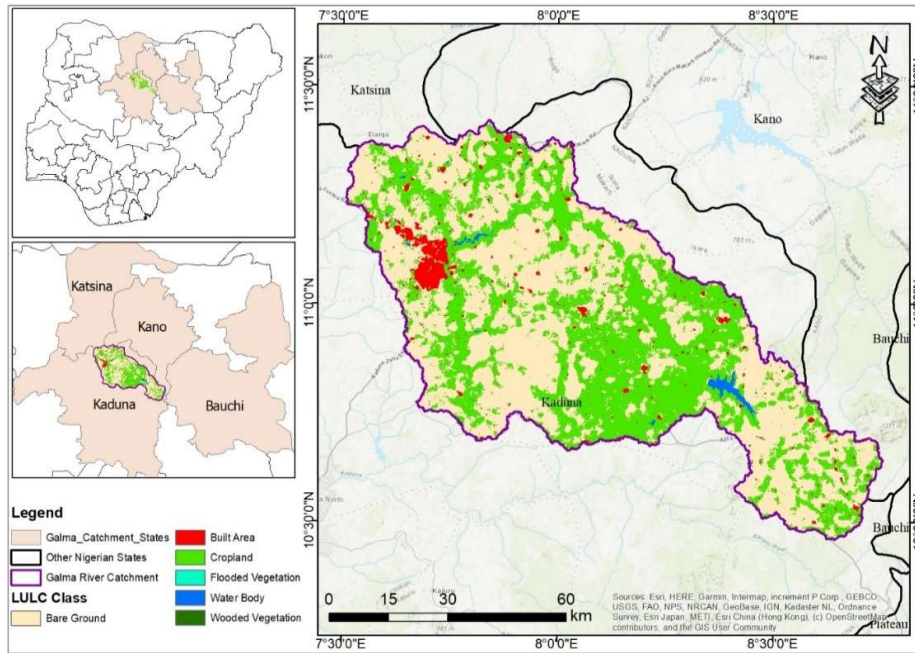 7°30'0"E
8°0'0"E
8°30'0"E
11°30'0"N
11°0'0"N
10°30'0"N
N
Katsina
Kano
Danja
Kaduna
Bauchi
Bauchi
Plateau
Katsina
Kano
Kaduna
Bauchi
Legend
Galma_Catchment_States
Other Nigerian States
Galma River Catchment
LULC Class
Bare Ground
Built Area
Cropland
Flooded Vegetation
Water Body
Wooded Vegetation
0 15 30 60
km
Sources: Esri, HERE, Garmin, Intermap, increment P Corp., GEBCO,
USGS, FAO, NPS, NRCAN, GeoBase, IGN, Kadaster NL, Ordnance
Survey, Esri Japan, METI, Esri China (Hong Kong), (c) OpenStreetMap
contributors, and the GIS User Community
7°30'0"E
8°0'0"E
8°30'0"E